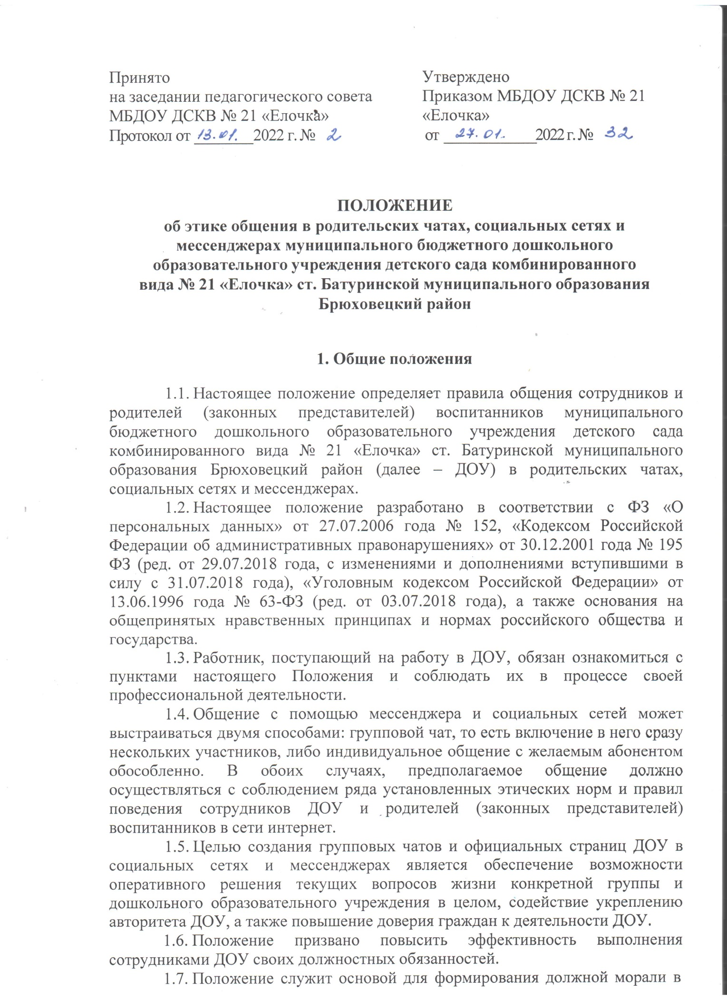 Принято
на заседании педагогического совета
МБДОУ ДСКВ № 21 «Елочка»
Протокол от 13.01. 2022 г. № 2
Утверждено
Приказом МБДОУ ДСКВ № 21
«Елочка»
от 27.01. 2022 г. № 32
ПОЛОЖЕНИЕ
об этике общения в родительских чатах, социальных сетях и
мессенджерах муниципального бюджетного дошкольного
образовательного учреждения детского сада комбинированного
вида № 21 «Елочка» ст. Батуринской муниципального образования
Брюховецкий район
1. Общие положения
1.1. Настоящее положение определяет правила общения сотрудников и
родителей (законных представителей) воспитанников муниципального
бюджетного дошкольного образовательного учреждения детского сада
комбинированного вида № 21 «Елочка» ст. Батуринской муниципального
образования Брюховецкий район (далее – ДОУ) в родительских чатах,
социальных сетях и мессенджерах.
1.2. Настоящее положение разработано в соответствии с ФЗ «О
персональных данных» от 27.07.2006 года № 152, «Кодексом Российской
Федерации об административных правонарушениях» от 30.12.2001 года № 195
ФЗ (ред. от 29.07.2018 года, с изменениями и дополнениями вступившими в
силу с 31.07.2018 года), «Уголовным кодексом Российской Федерации» от
13.06.1996 года № 63-ФЗ (ред. от 03.07.2018 года), а также основания на
общепринятых нравственных принципах и нормах российского общества и
государства.
1.3. Работник, поступающий на работу в ДОУ, обязан ознакомиться с
пунктами настоящего Положения и соблюдать их в процессе своей
профессиональной деятельности.
1.4. Общение с помощью мессенджера и социальных сетей может
выстраиваться двумя способами: групповой чат, то есть включение в него сразу
нескольких участников, либо индивидуальное общение с желаемым абонентом
обособленно. В обоих случаях, предполагаемое общение должно
осуществляться с соблюдением ряда установленных этических норм и правил
поведения сотрудников ДОУ и родителей (законных представителей)
воспитанников в сети интернет.
1.5. Целью создания групповых чатов и официальных страниц ДОУ в
социальных сетях и мессенджерах является обеспечение возможности
оперативного решения текущих вопросов жизни конкретной группы и
дошкольного образовательного учреждения в целом, содействие укреплению
авторитета ДОУ, а также повышение доверия граждан к деятельности ДОУ.
1.6. Положение призвано повысить эффективность выполнения
сотрудниками ДОУ своих должностных обязанностей.
1.7. Положение служит основой для формирования должной морали в